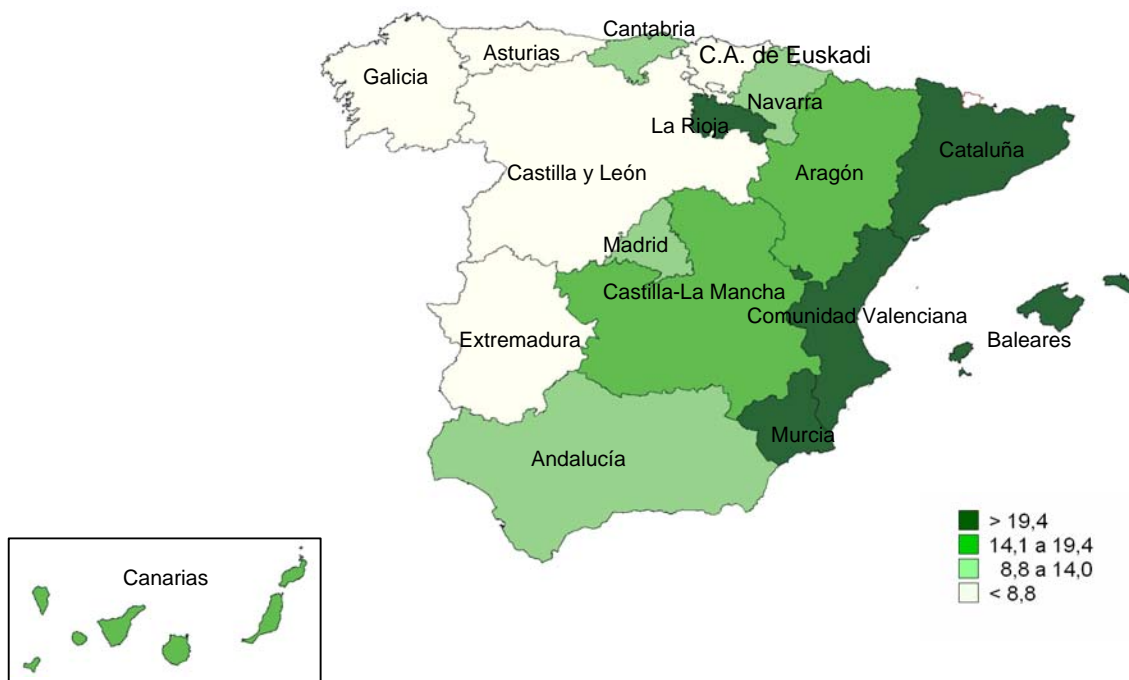 Cantabria
Asturias
C.A. de Euskadi
Galicia
Navarra
La Rioja
Cataluña
Castilla y León
Aragón
Madrid
Castilla-La Mancha
Comunidad Valenciana
Extremadura
Baleares
Murcia
Andalucía
> 19,4
14,1 a 19,4
8,8 a 14,0
< 8,8
Canarias